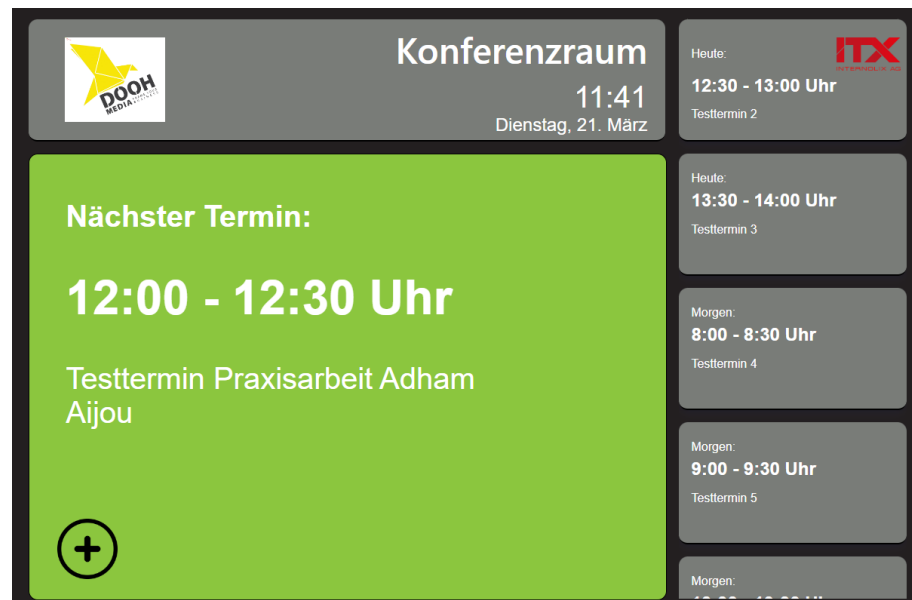 DOOH
MEDIA
Konferenzraum
11:41
Dienstag, 21. März
Nächster Termin:
12:00 - 12:30 Uhr
Testtermin Praxisarbeit Adham
Aijou
ITX
INTERNOLIX AG
Heute:
12:30 - 13:00 Uhr
Testtermin 2
Heute:
13:30 - 14:00 Uhr
Testtermin 3
Morgen:
8:00 - 8:30 Uhr
Testtermin 4
Morgen:
9:00 - 9:30 Uhr
Testtermin 5
Morgen: